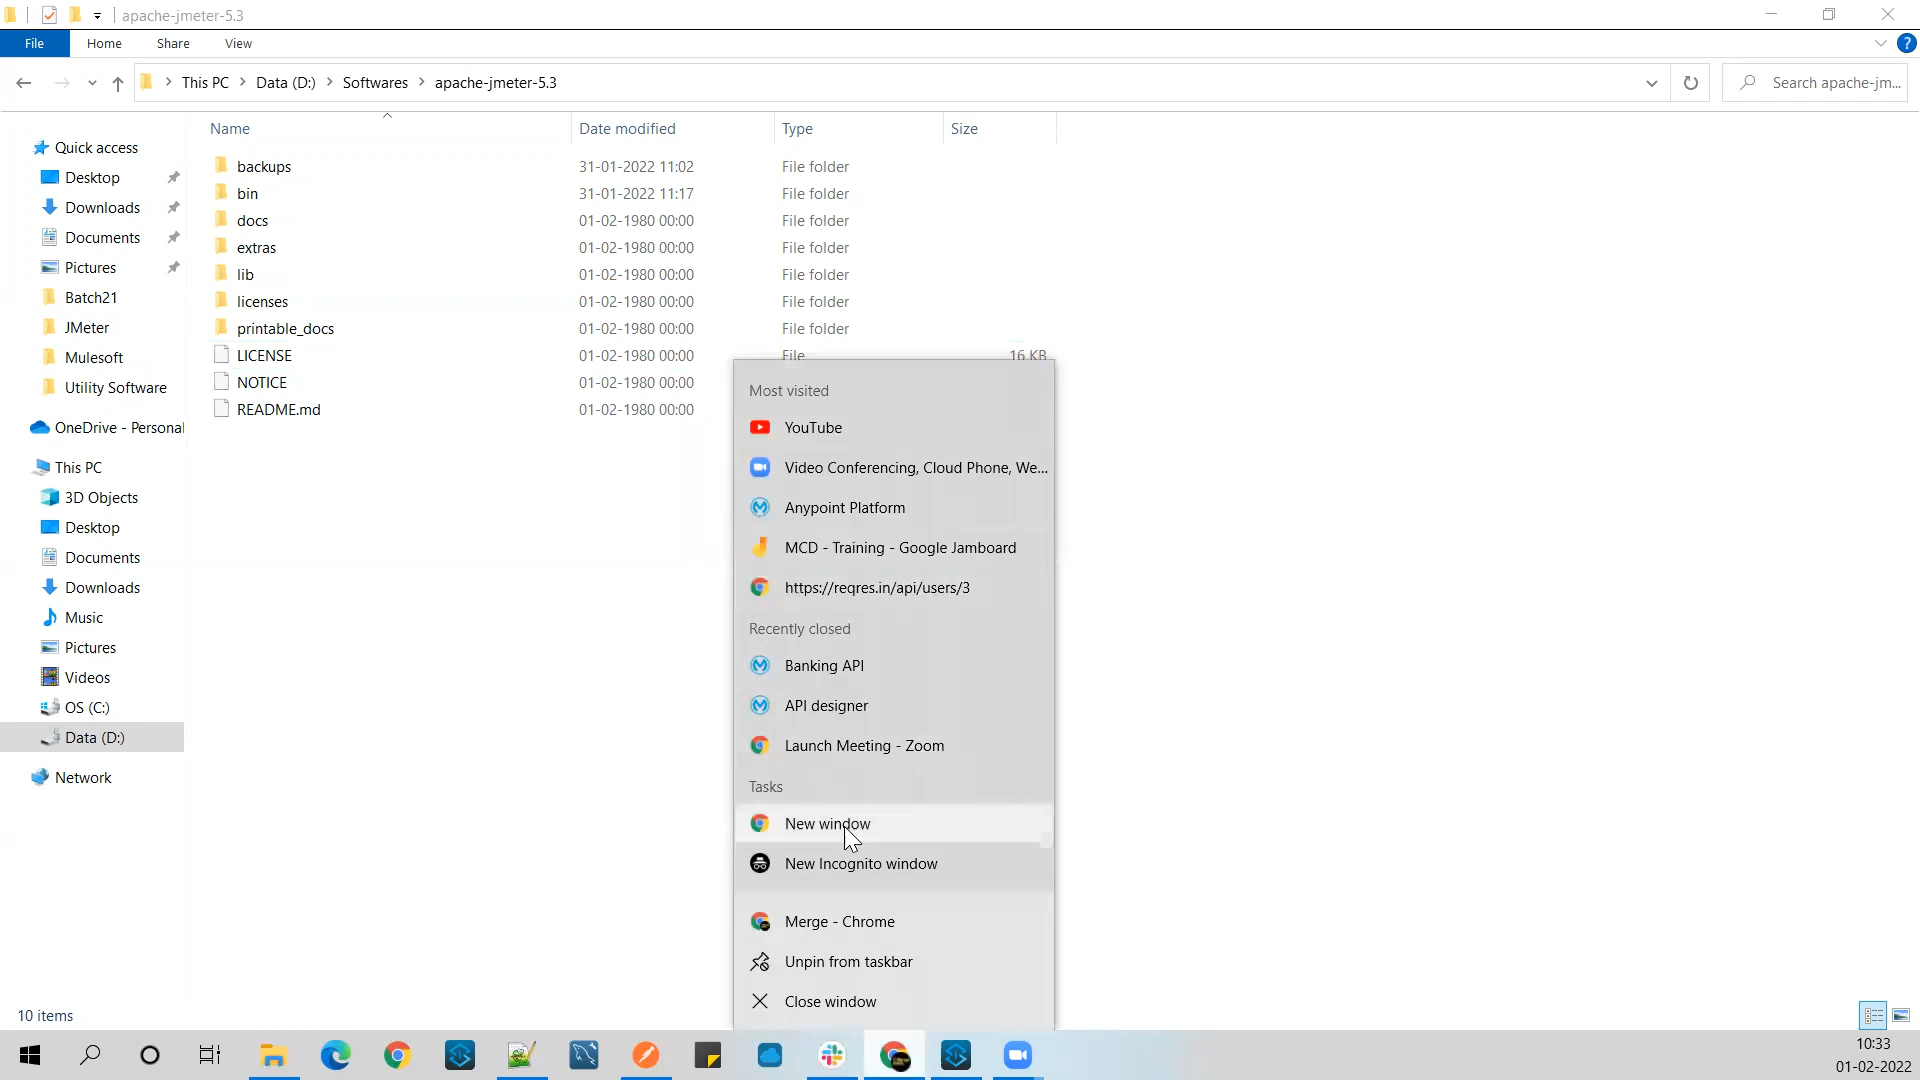 apache-jmeter-5.3
File Home Share View
This PC Data (D:) Softwares apache-jmeter-5.3
Search apache-jm...
Name Date modified Type Size
Quick access
Desktop
Downloads
Documents
Pictures
Batch21
JMeter
Mulesoft
Utility Software
OneDrive - Personal
This PC
3D Objects
Desktop
Documents
Downloads
Music
Pictures
Videos
OS (C:)
Data (D:)
Network
backups 31-01-2022 11:02 File folder
bin 31-01-2022 11:17 File folder
docs 01-02-1980 00:00 File folder
extras 01-02-1980 00:00 File folder
lib 01-02-1980 00:00 File folder
licenses 01-02-1980 00:00 File folder
printable_docs 01-02-1980 00:00 File folder
LICENSE 01-02-1980 00:00 File 16 KB
NOTICE 01-02-1980 00:00
README.md 01-02-1980 00:00
Most visited
YouTube
Video Conferencing, Cloud Phone, We...
Anypoint Platform
MCD - Training - Google Jamboard
https://reqres.in/api/users/3
Recently closed
Banking API
API designer
Launch Meeting - Zoom
Tasks
New window
New Incognito window
Merge - Chrome
Unpin from taskbar
Close window
10 items
10:33
01-02-2022